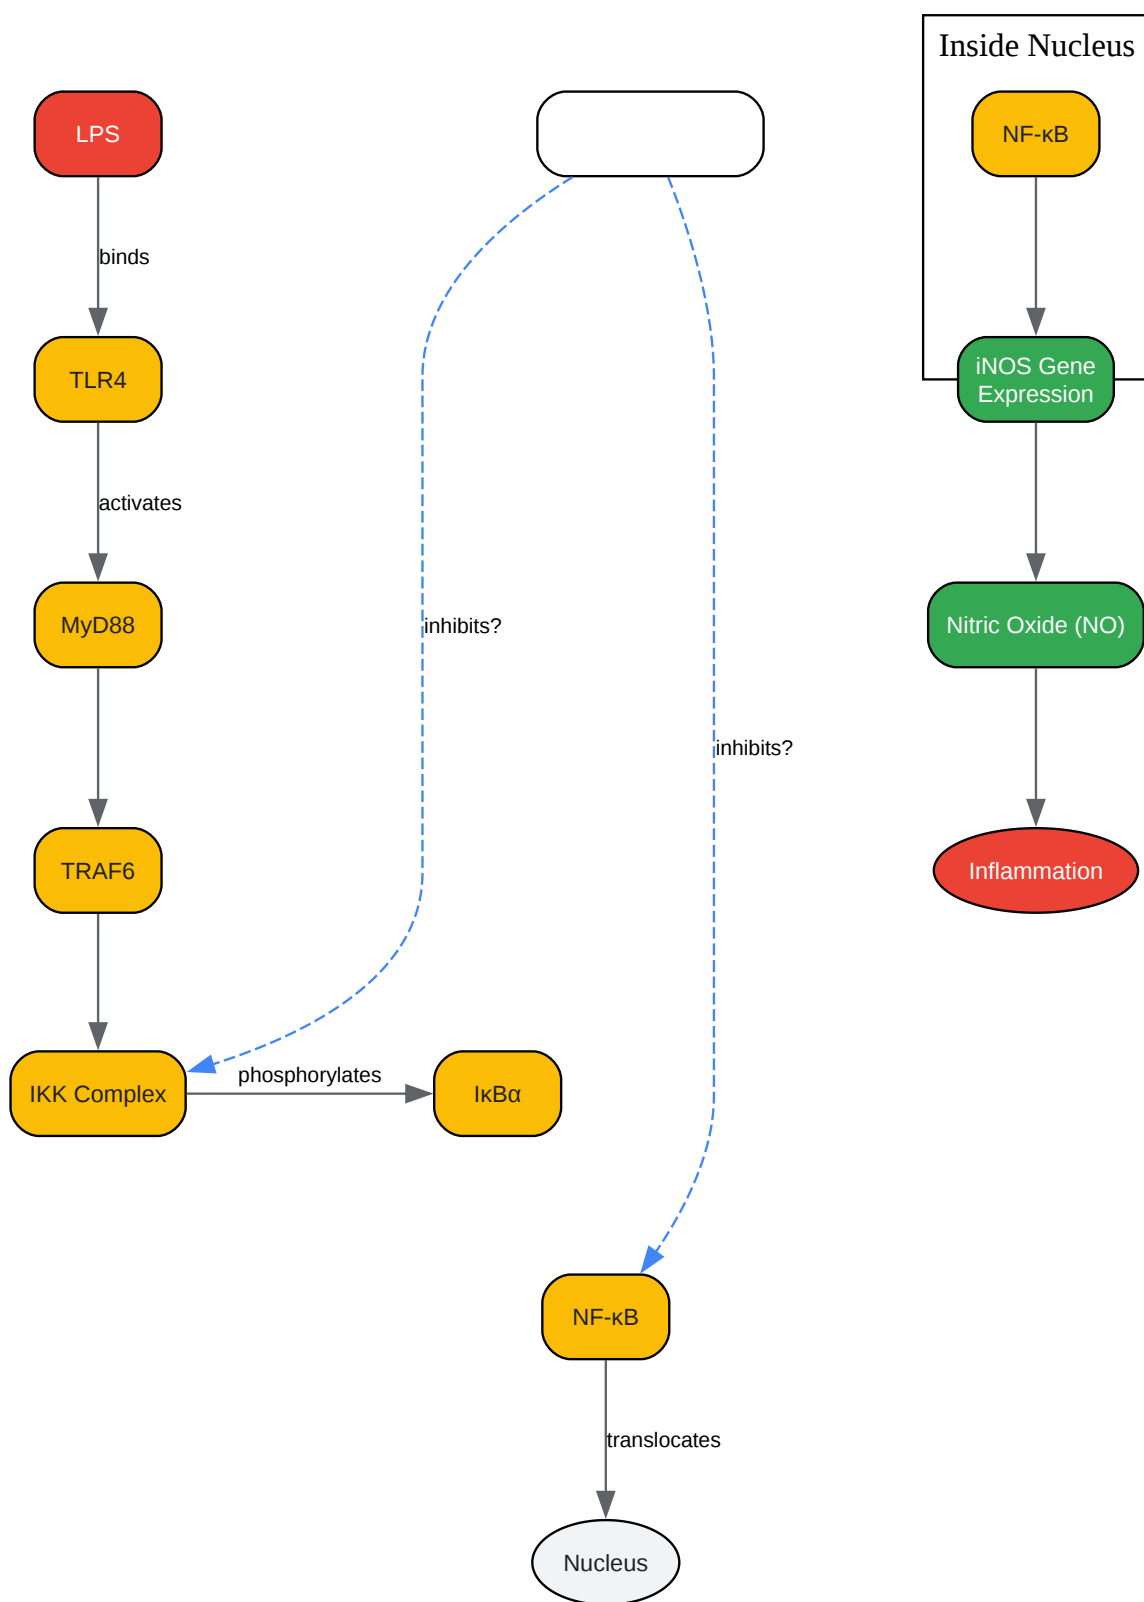 Inside Nucleus
LPS
NF-κB
binds
TLR4
iNOS Gene
Expression
activates
MyD88
inhibits?
Nitric Oxide (NO)
inhibits?
TRAF6
Inflammation
IKK Complex
phosphorylates
IκBα
NF-κB
translocates
Nucleus